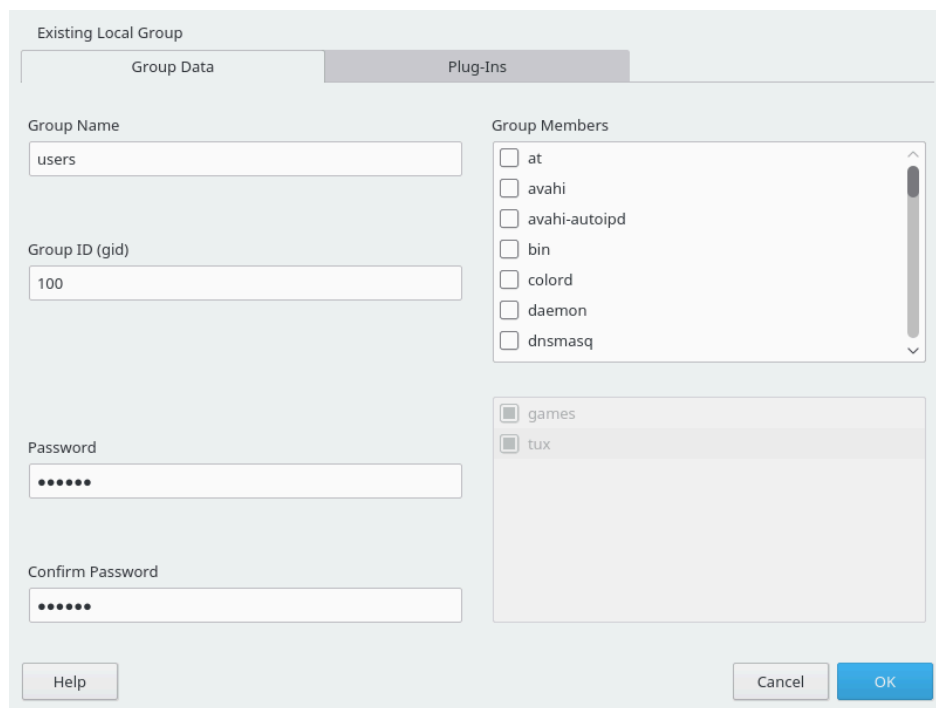 Existing Local Group
Group Data
Plug-Ins
Group Name
users
Group ID (gid)
100
Password
●●●●●●
Confirm Password
●●●●●●
Group Members
at
avahi
avahi-autoipd
bin
colord
daemon
dnsmasq
games
tux
Help
Cancel
OK